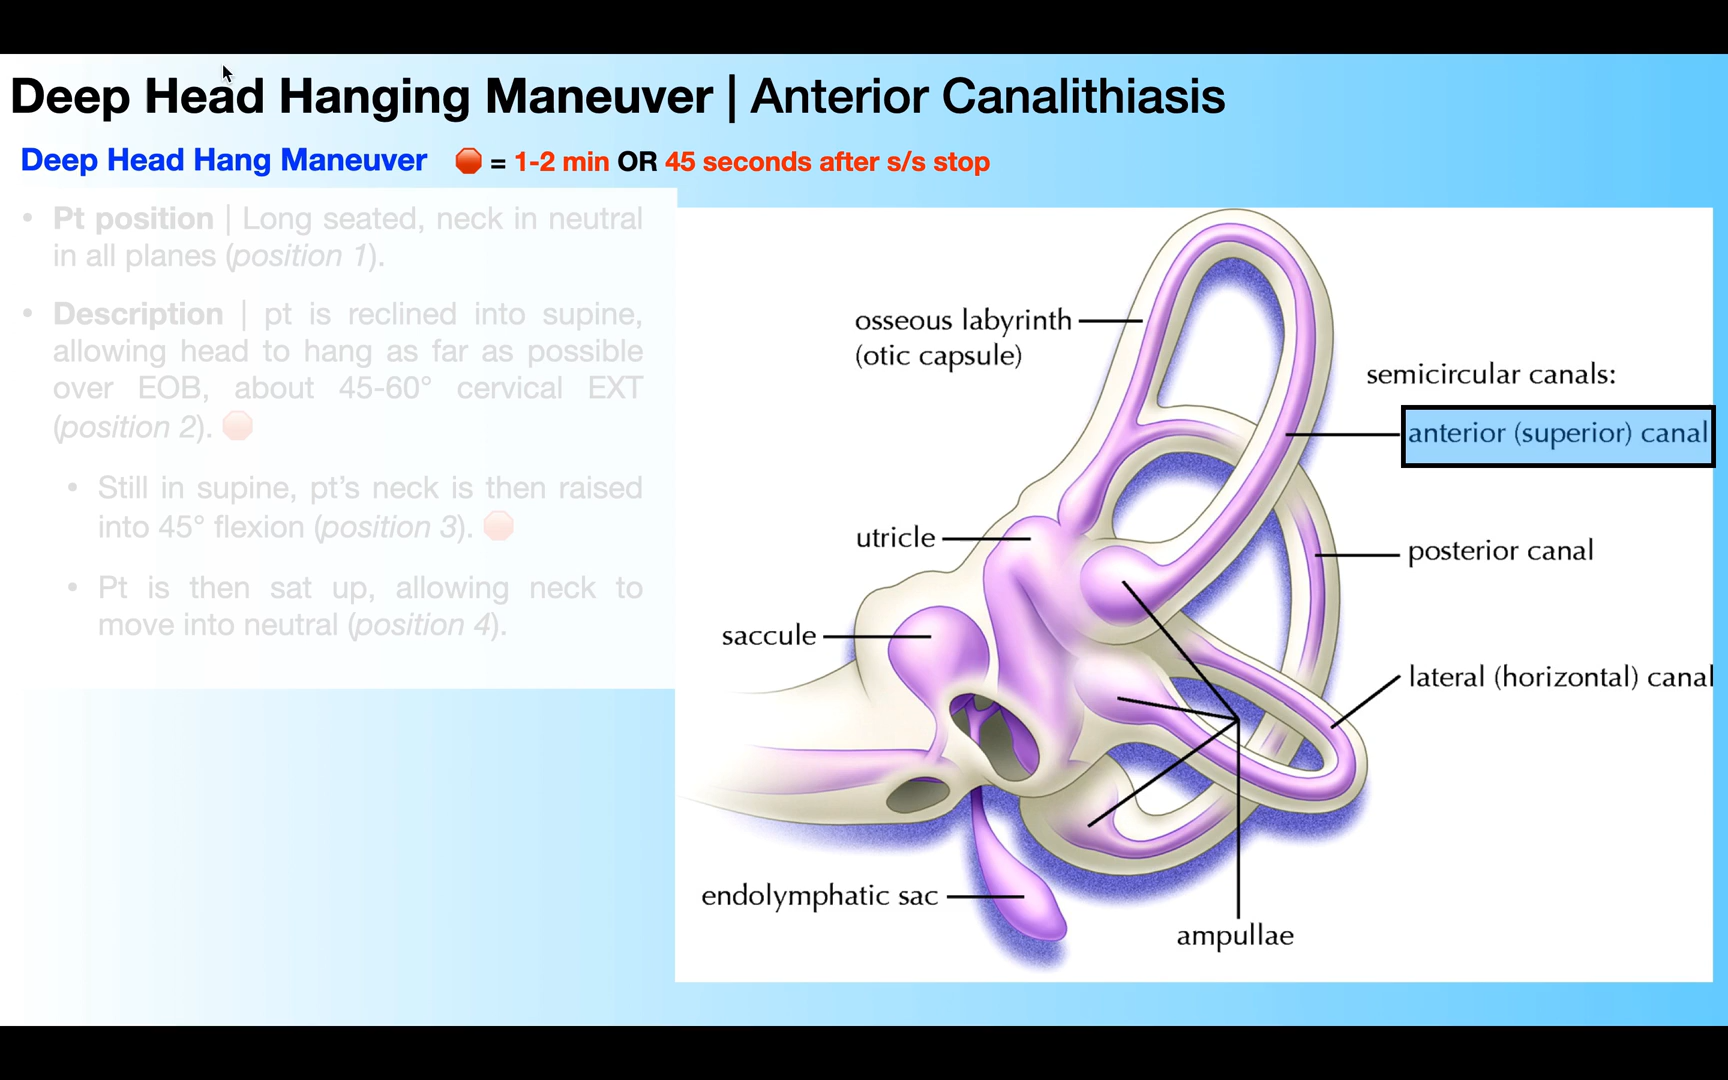 Deep Head Hanging Maneuver | Anterior Canalithiasis
Deep Head Hang Maneuver 🛑 = 1-2 min OR 45 seconds after s/s stop
• Pt position | Long seated, neck in neutral
in all planes (position 1).
• Description | pt is reclined into supine,
allowing head to hang as far as possible
over EOB, about 45-60° cervical EXT
(position 2). 🛑
• Still in supine, pt's neck is then raised
into 45° flexion (position 3). 🛑
• Pt is then sat up, allowing neck to
move into neutral (position 4).
osseous labyrinth
(otic capsule)
semicircular canals:
anterior (superior) canal
utricle
posterior canal
saccule
lateral (horizontal) canal
endolymphatic sac
ampullae